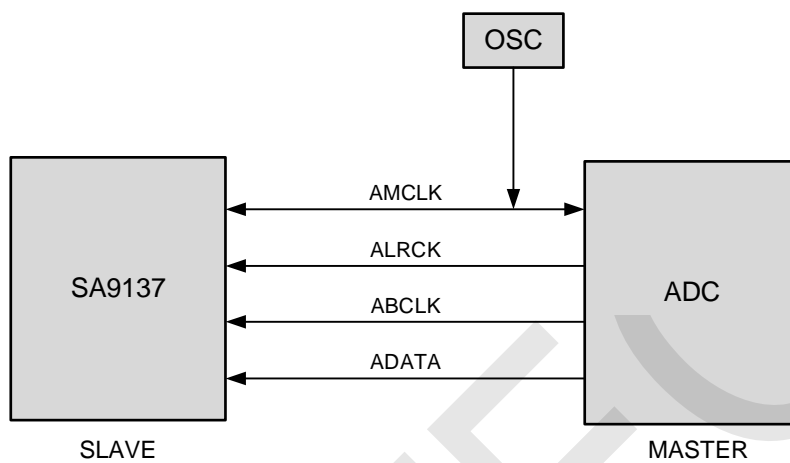 OSC
AMCLK
ALRCK
SA9137
ADC
ABCLK
ADATA
SLAVE
MASTER